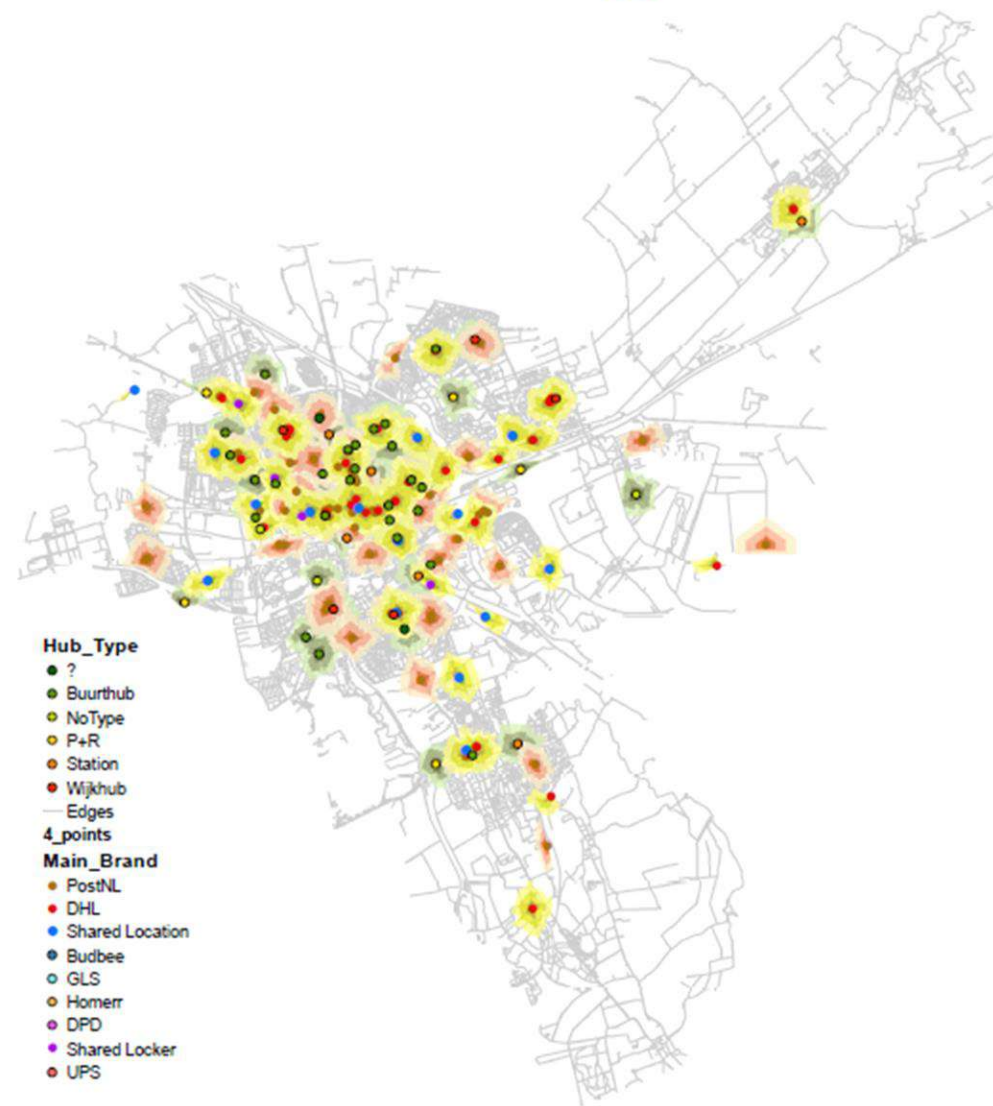 Hub_Type
?
Buurthub
NoType
P+R
Station
Wijkhub
Edges
4_points
Main_Brand
PostNL
DHL
Shared Location
Budbee
GLS
Homerr
DPD
Shared Locker
UPS